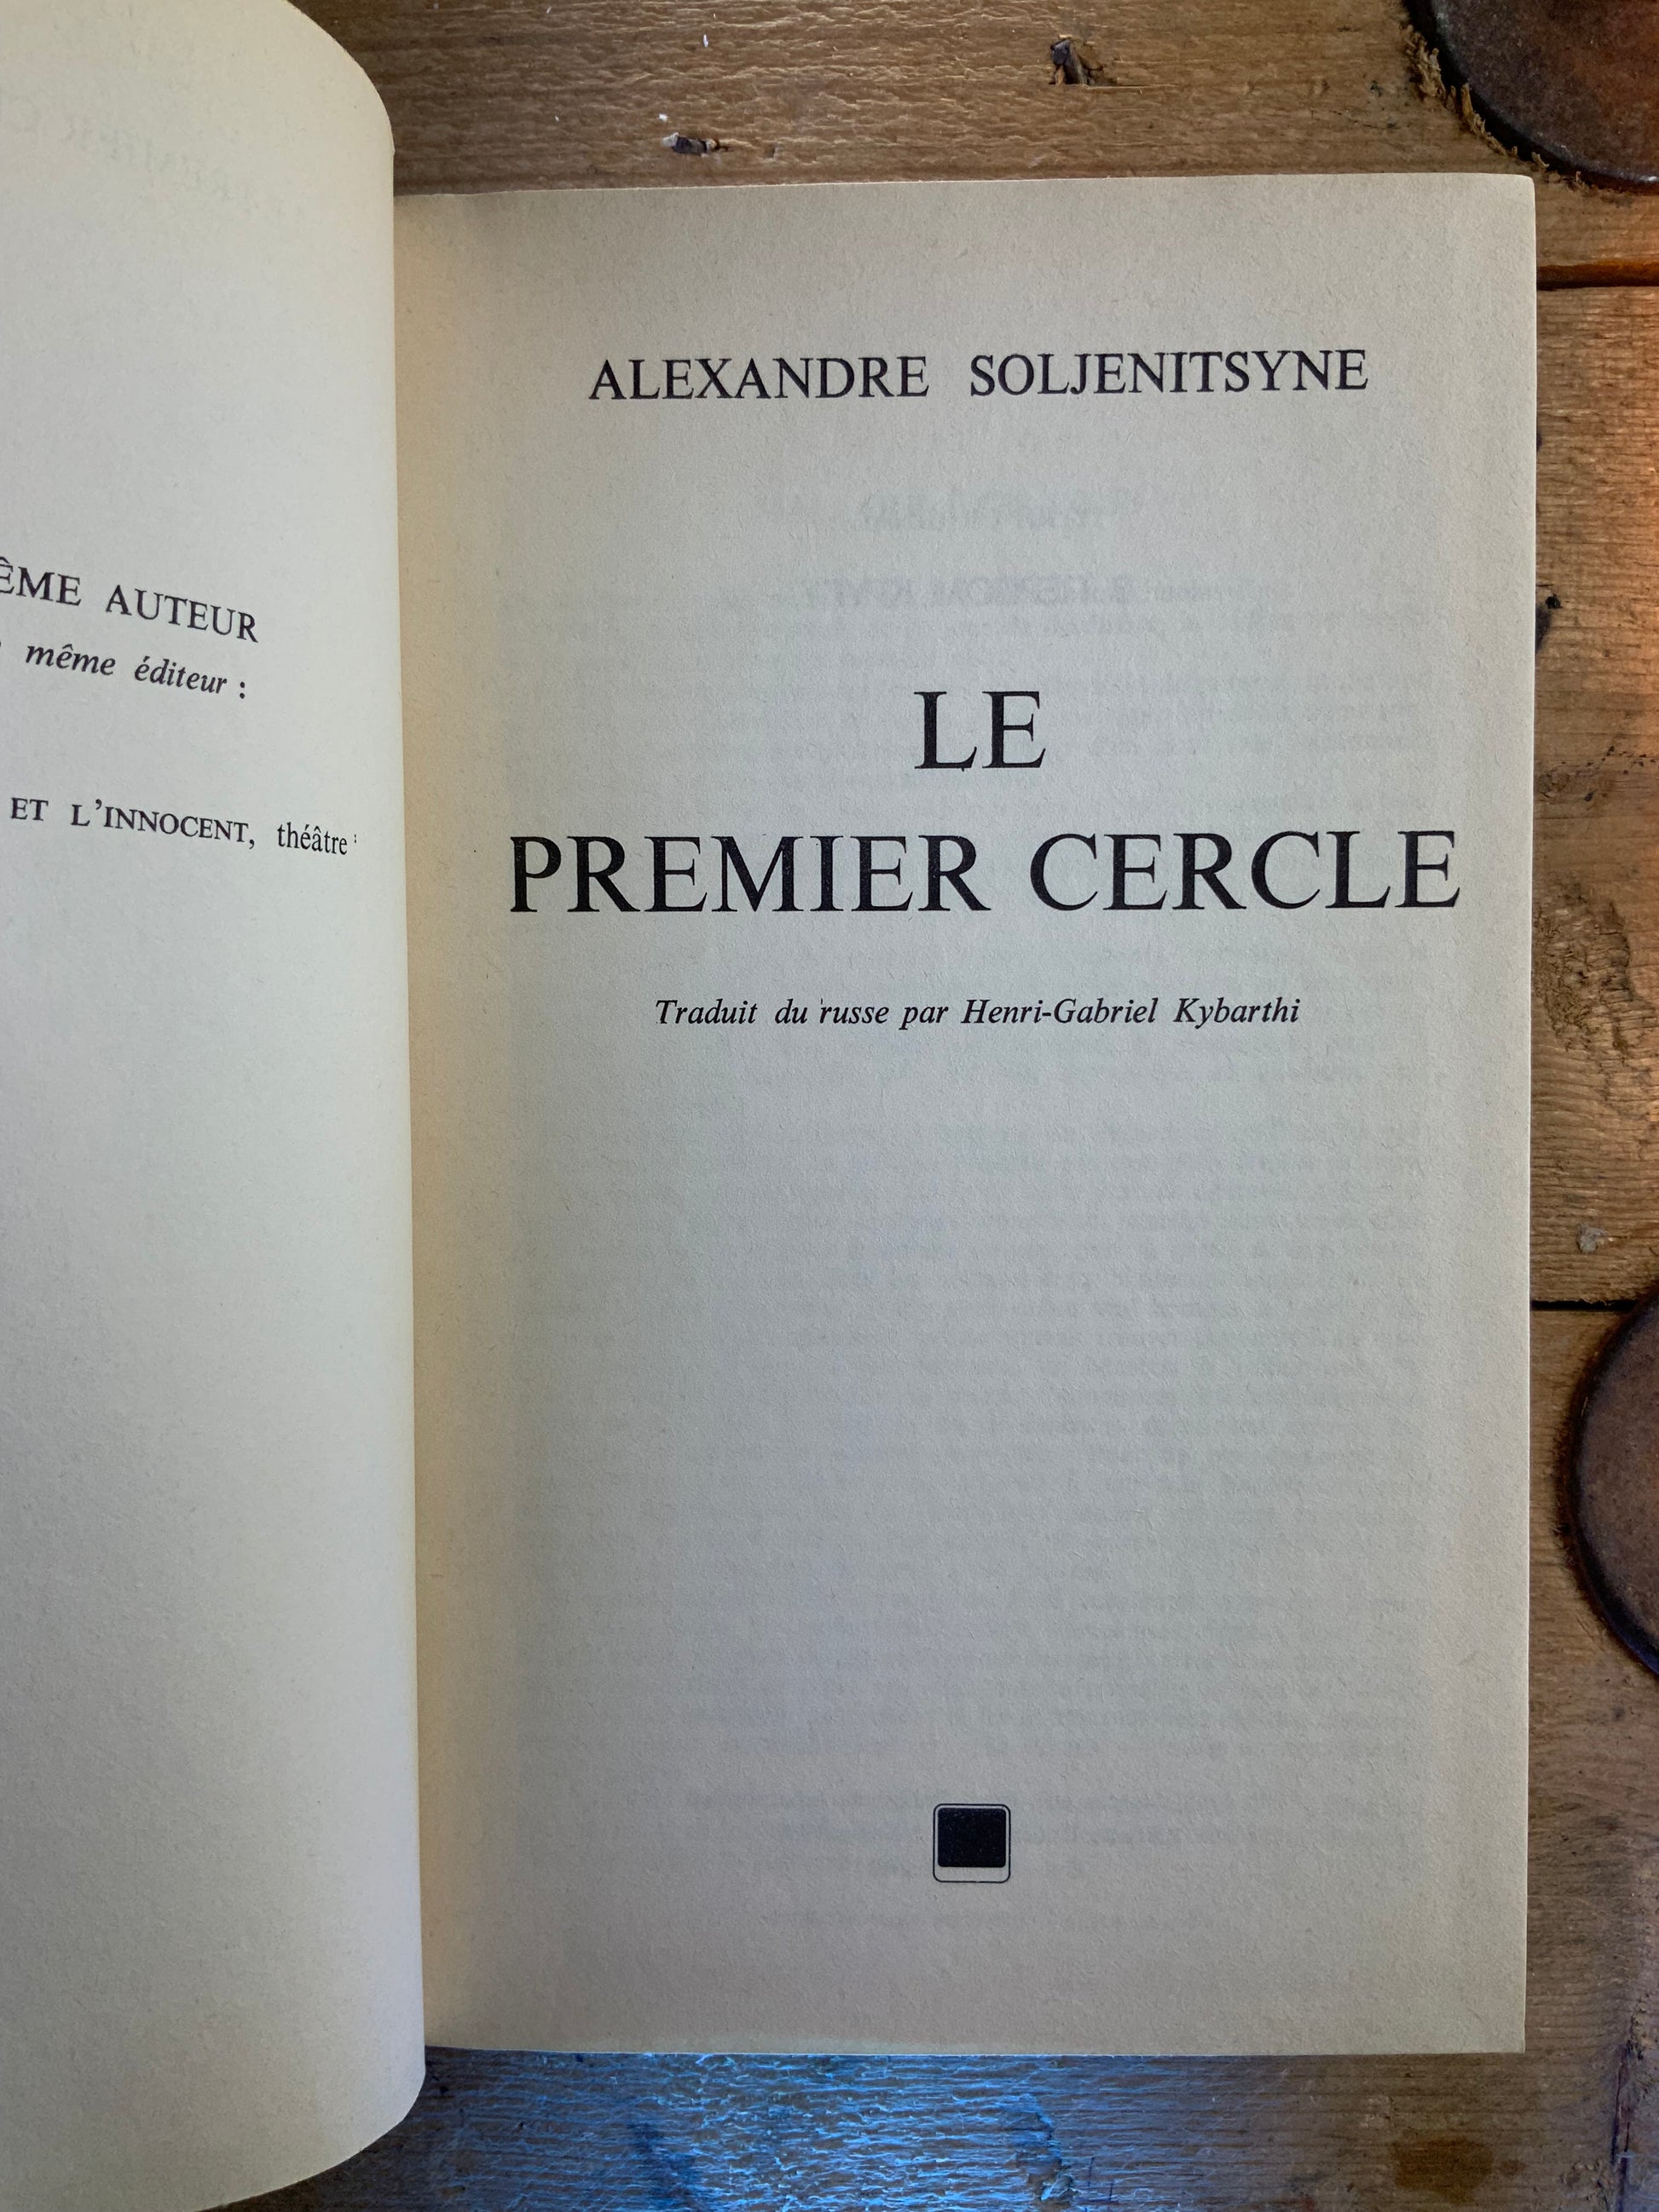 ÊME AUTEUR
même éditeur :
ET L'INNOCENT, théâtre
ALEXANDRE SOLJENITSYNE
LE
PREMIER CERCLE
Traduit du russe par Henri-Gabriel Kybarthi